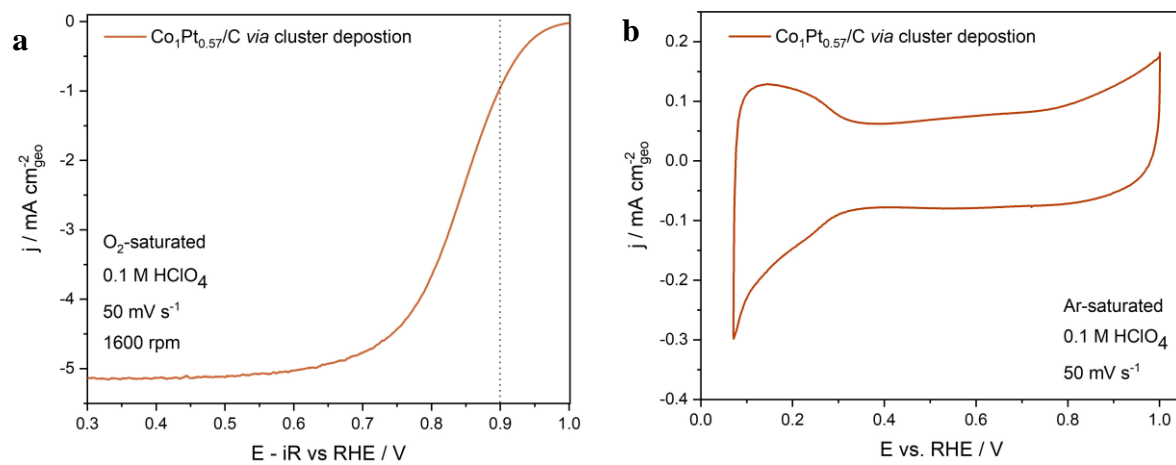 a
Co₁Pt₀.₅₇/C via cluster depostion
0
-1
-2
-3
-4
-5
j / mA cm⁻²geo
O₂-saturated
0.1 M HClO₄
50 mV s⁻¹
1600 rpm
0.3 0.4 0.5 0.6 0.7 0.8 0.9 1.0
E - iR vs RHE / V
b
Co₁Pt₀.₅₇/C via cluster depostion
0.2
0.1
0.0
-0.1
-0.2
-0.3
-0.4
j / mA cm⁻²geo
Ar-saturated
0.1 M HClO₄
50 mV s⁻¹
0.0 0.2 0.4 0.6 0.8 1.0
E vs. RHE / V